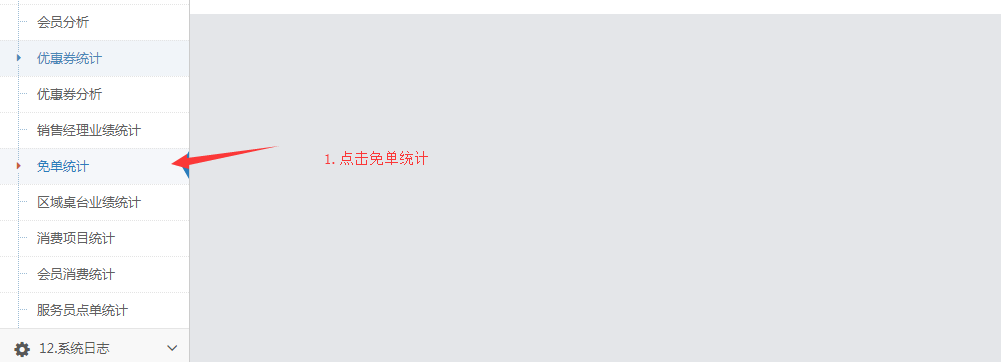 会员分析
优惠券统计
优惠券分析
销售经理业绩统计
免单统计
1. 点击免单统计
区域桌台业绩统计
消费项目统计
会员消费统计
服务员点单统计
12.系统日志